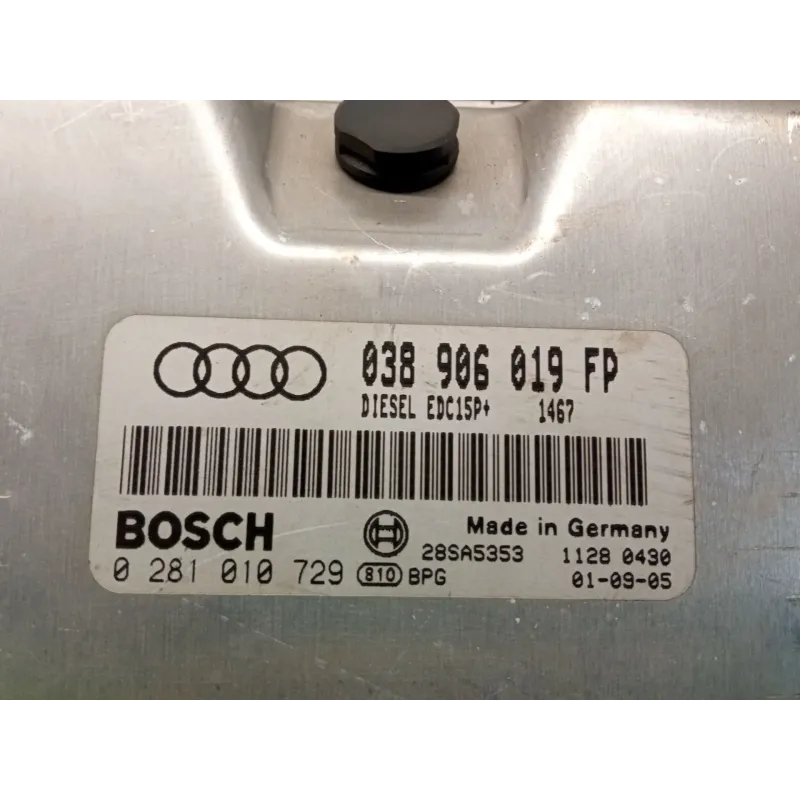 038 906 019 FP
DIESEL EDC15P+ 1467
BOSCH
Made in Germany
28SA5353 1128 0430
0 281 010 729 810 BPG 01-09-05